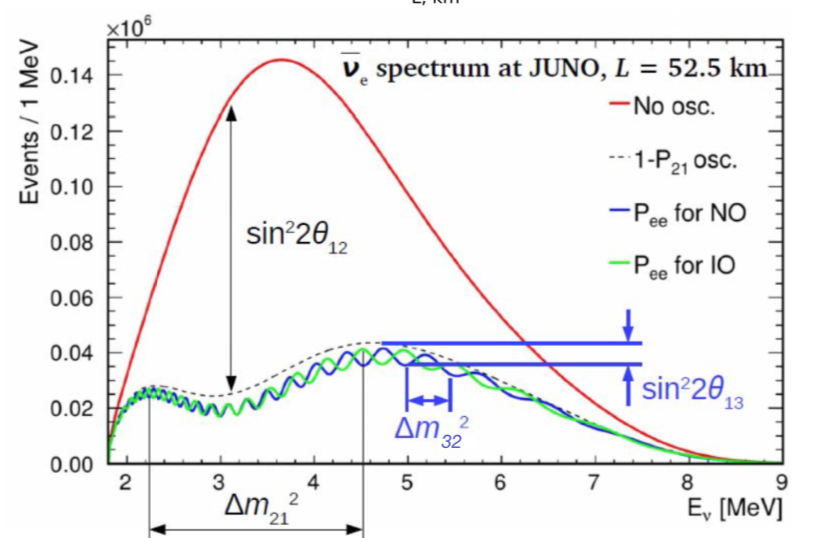 L, km
×10⁶
Events / 1 MeV
0.14
0.12
0.10
0.08
0.06
0.04
0.02
0.00
ν̅ₑ spectrum at JUNO, L = 52.5 km
No osc.
1-P₂₁ osc.
Pₑₑ for NO
Pₑₑ for IO
sin²2θ₁₂
sin²2θ₁₃
Δm₃₂²
2 3 4 5 6 7 8 9
Δm₂₁²
Eᵥ [MeV]